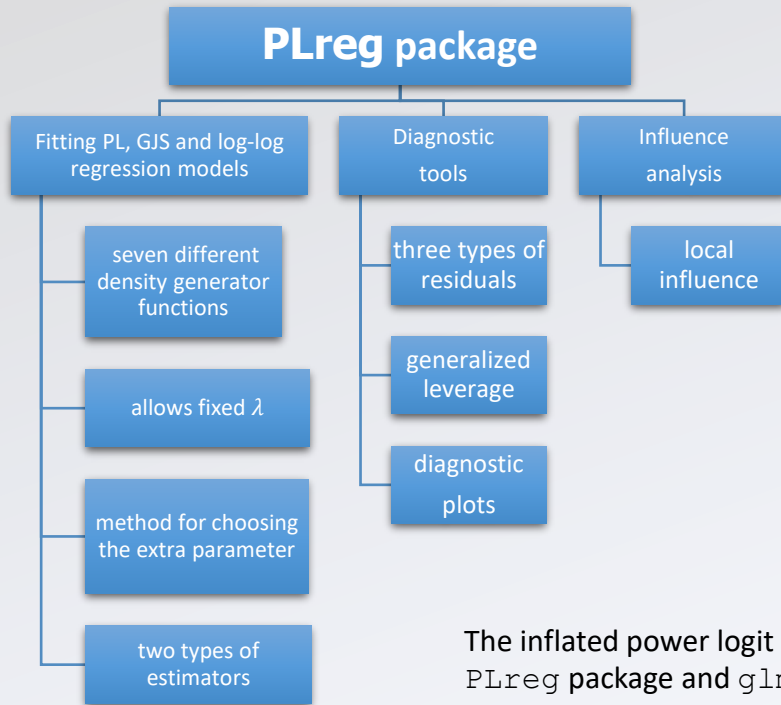 PLreg package
Fitting PL, GJS and log-log
regression models
seven different
density generator
functions
allows fixed λ
method for choosing
the extra parameter
two types of
estimators
Diagnostic
tools
three types of
residuals
generalized
leverage
diagnostic
plots
Influence
analysis
local
influence
The inflated power logit
PLreg package and